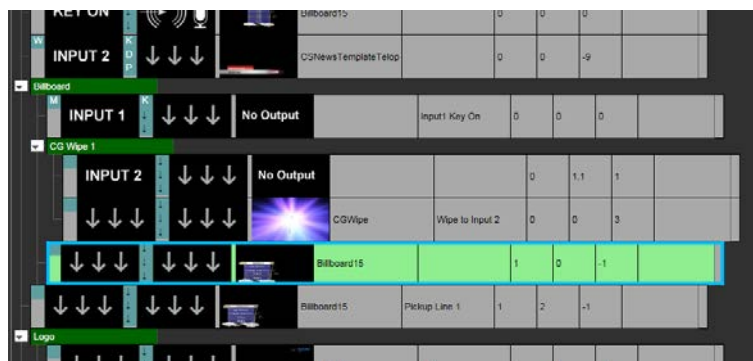 KEY ON Billboard15 0 0 0
W K
INPUT 2 D CSNewsTemplateTelop 0 0 -9
P
Billboard
M K
INPUT 1 No Output Input1 Key On 0 0 0
CG Wipe 1
INPUT 2 No Output 0 1.1 1
CGWipe Wipe to Input 2 0 0 3
Billboard15 1 0 -1
Billboard15 Pickup Line 1 1 2 -1
Logo